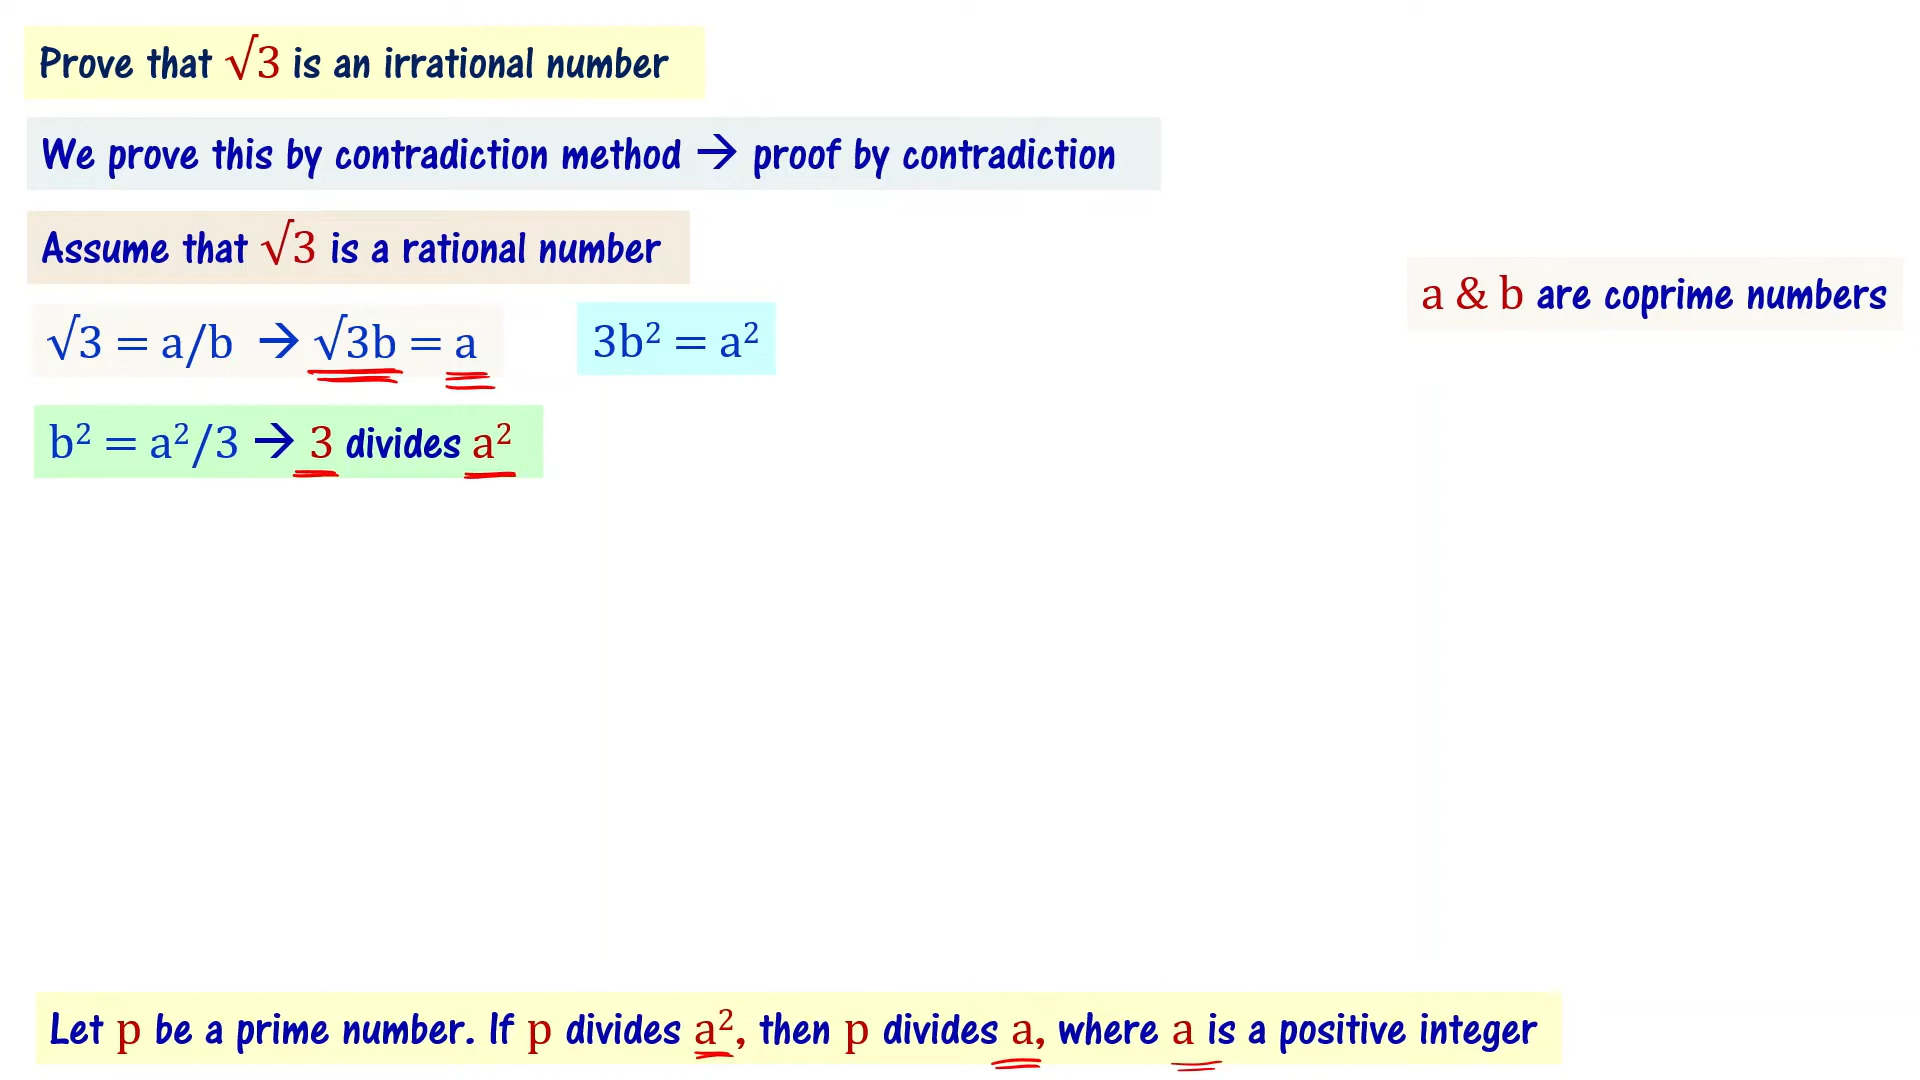 Prove that √3 is an irrational number
We prove this by contradiction method → proof by contradiction
Assume that √3 is a rational number
a & b are coprime numbers
√3 = a/b → √3b = a
3b² = a²
b² = a²/3 → 3 divides a²
Let p be a prime number. If p divides a², then p divides a, where a is a positive integer